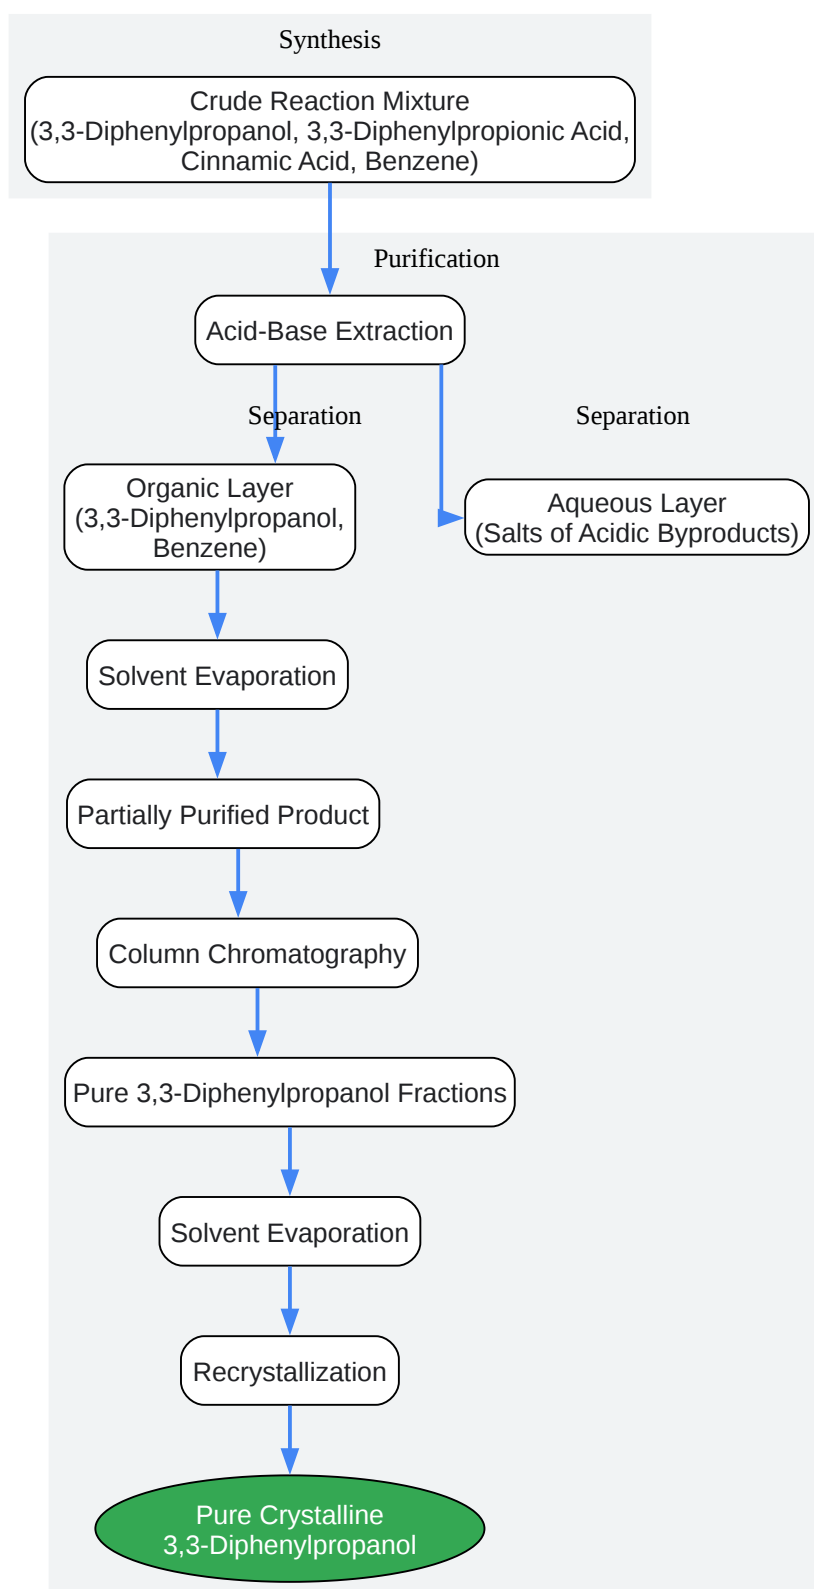 Synthesis
Crude Reaction Mixture
(3,3-Diphenylpropanol, 3,3-Diphenylpropionic Acid,
Cinnamic Acid, Benzene)
Purification
Acid-Base Extraction
Separation
Separation
Organic Layer
(3,3-Diphenylpropanol,
Benzene)
Aqueous Layer
(Salts of Acidic Byproducts)
Solvent Evaporation
Partially Purified Product
Column Chromatography
Pure 3,3-Diphenylpropanol Fractions
Solvent Evaporation
Recrystallization
Pure Crystalline
3,3-Diphenylpropanol